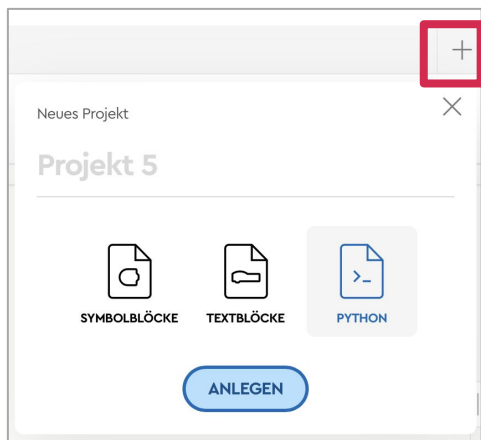 Neues Projekt
Projekt 5
SYMBOLBLÖCKE TEXTBLÖCKE PYTHON
ANLEGEN